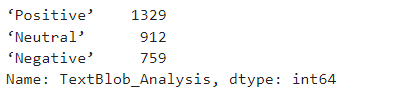 ‘Positive’    1329
‘Neutral’      912
‘Negative’     759
Name: TextBlob_Analysis, dtype: int64